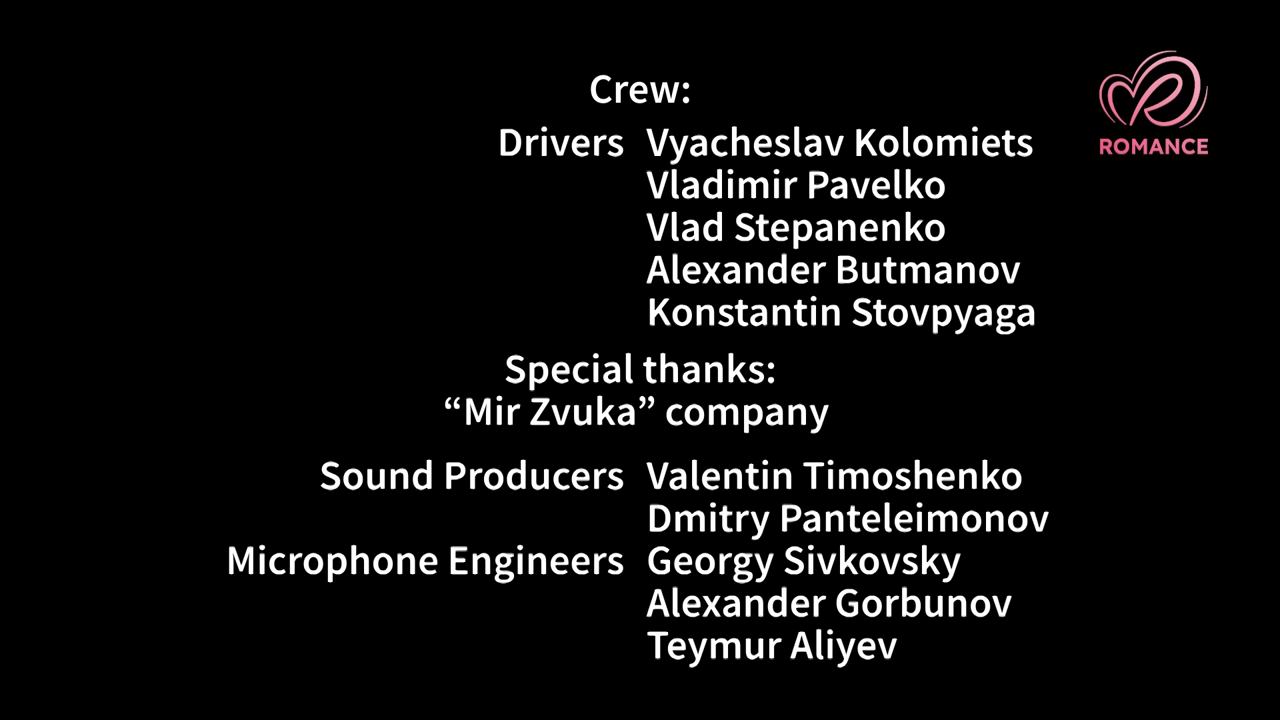 Crew:
Drivers Vyacheslav Kolomiets
Vladimir Pavelko
Vlad Stepanenko
Alexander Butmanov
Konstantin Stovpyaga
Special thanks:
“Mir Zvuka” company
Sound Producers Valentin Timoshenko
Dmitry Panteleimonov
Microphone Engineers Georgy Sivkovsky
Alexander Gorbunov
Teymur Aliyev
ROMANCE